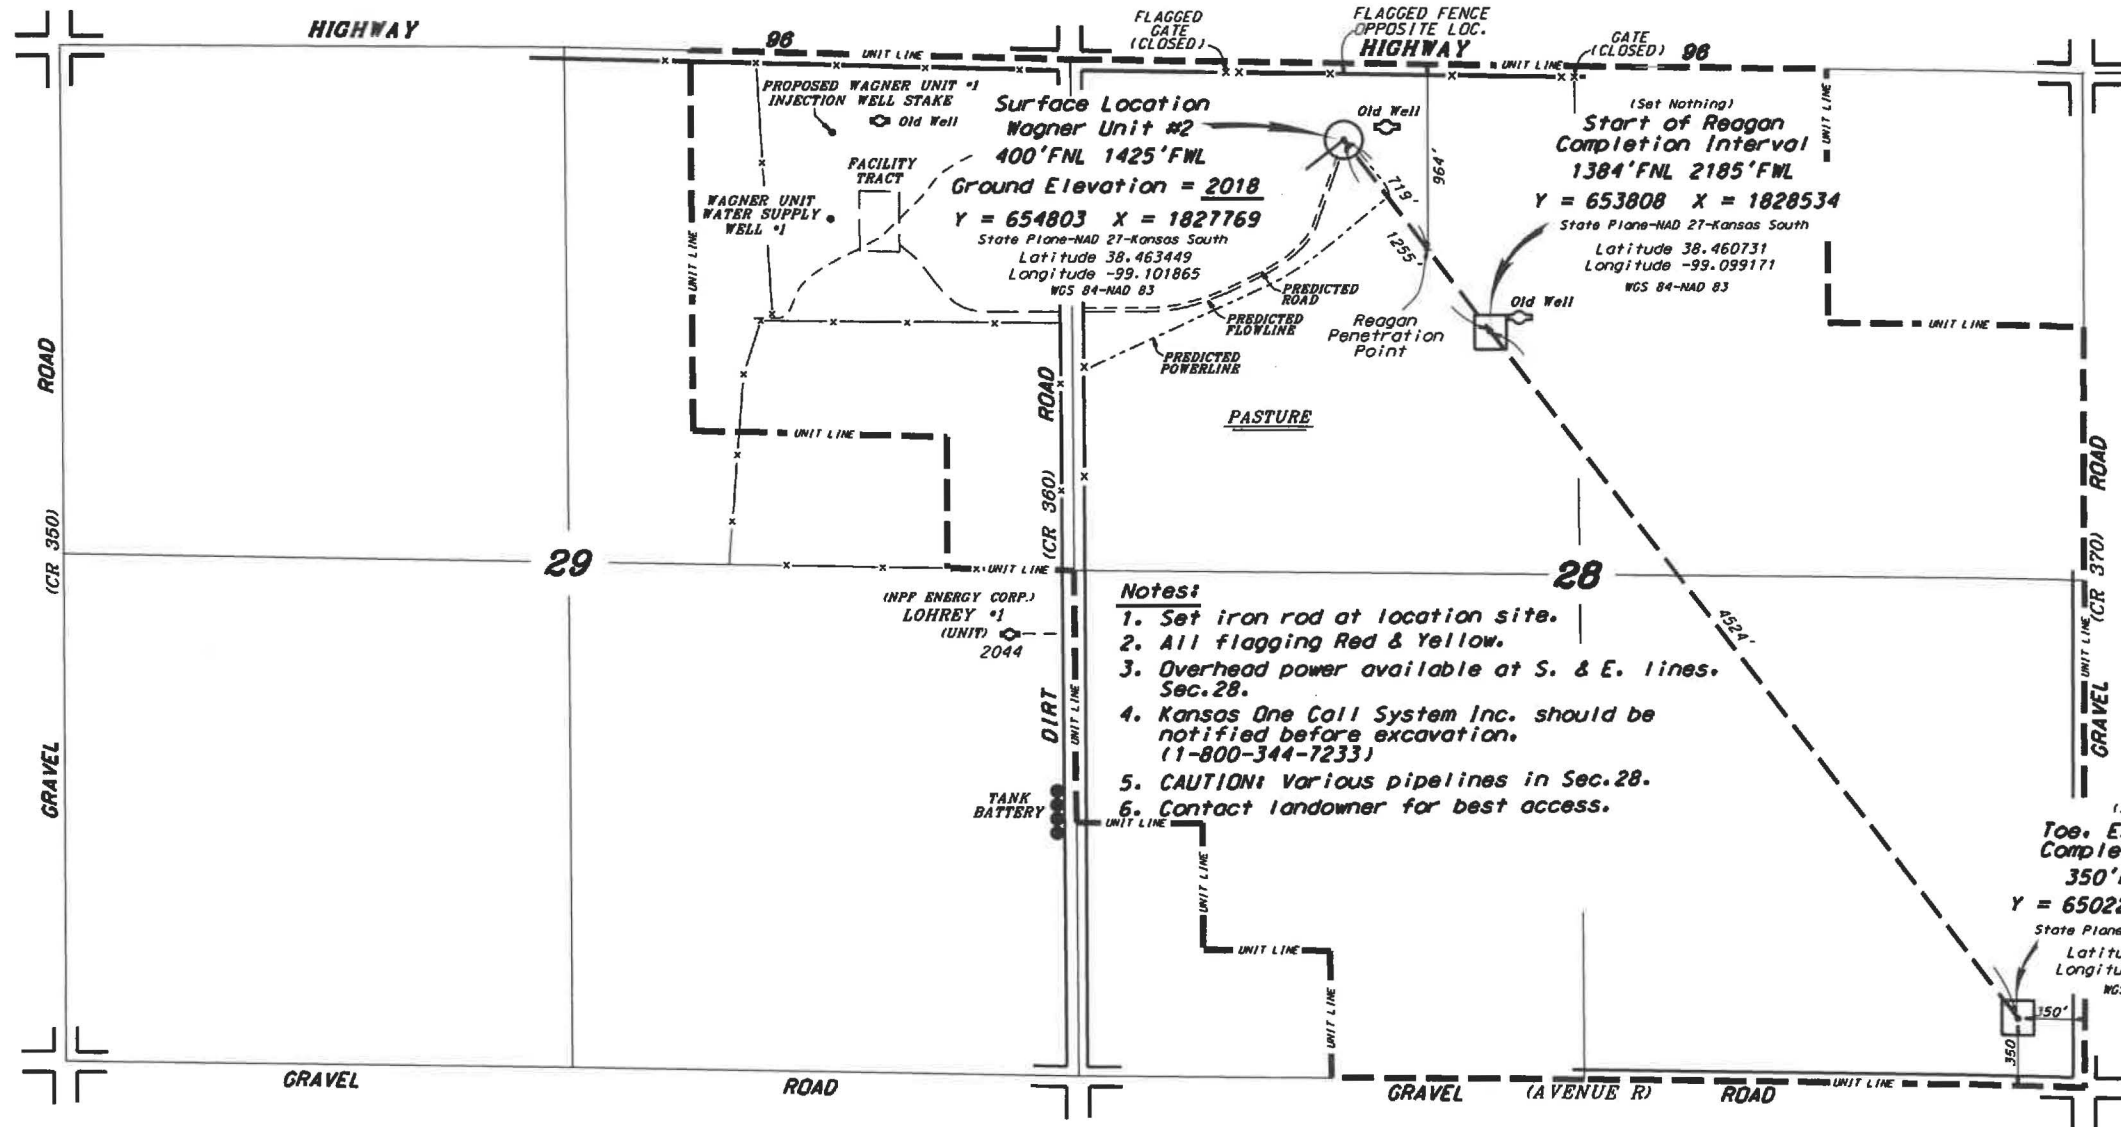 HIGHWAY
96
UNIT LINE
FLAGGED
GATE
(CLOSED)
FLAGGED FENCE
OPPOSITE LOC.
HIGHWAY
UNIT LINE
GATE
(CLOSED)
96
PROPOSED WAGNER UNIT #1
INJECTION WELL STAKE
Old Well
FACILITY
TRACT
WAGNER UNIT
WATER SUPPLY
WELL #1
UNIT LINE
Surface Location
Wagner Unit #2
400'FNL 1425'FWL
Ground Elevation = 2018
Y = 654803 X = 1827769
State Plane-NAD 27-Kansas South
Latitude 38.463449
Longitude -99.101865
WGS 84-NAD 83
Old Well
964'
719'
1255'
(Set Nothing)
Start of Reagan
Completion Interval
1384'FNL 2185'FWL
Y = 653808 X = 1828534
State Plane-NAD 27-Kansas South
Latitude 38.460731
Longitude -99.099171
WGS 84-NAD 83
UNIT LINE
UNIT LINE
PREDICTED
ROAD
PREDICTED
FLOWLINE
PREDICTED
POWERLINE
Reagan
Penetration
Point
Old Well
PASTURE
ROAD
(CR 350)
GRAVEL
UNIT LINE
29
UNIT LINE
ROAD
(CR 360)
DIRT
UNIT LINE
(NPF ENERGY CORP.)
LOHREY #1
(UNIT)
2044
TANK
BATTERY
28
4524'
Notes:
1. Set iron rod at location site.
2. All flagging Red & Yellow.
3. Overhead power available at S. & E. lines.
Sec.28.
4. Kansas One Call System Inc. should be
notified before excavation.
(1-800-344-7233)
5. CAUTION: Various pipelines in Sec.28.
6. Contact landowner for best access.
UNIT LINE
UNIT LINE
UNIT LINE
UNIT LINE
ROAD
(CR 370)
UNIT LINE
GRAVEL
Toe. E
Comple
350'
Y = 6502
State Plane
Latitu
Longitu
WGS
350'
350
GRAVEL
ROAD
GRAVEL
(AVENUE R)
ROAD
UNIT LINE